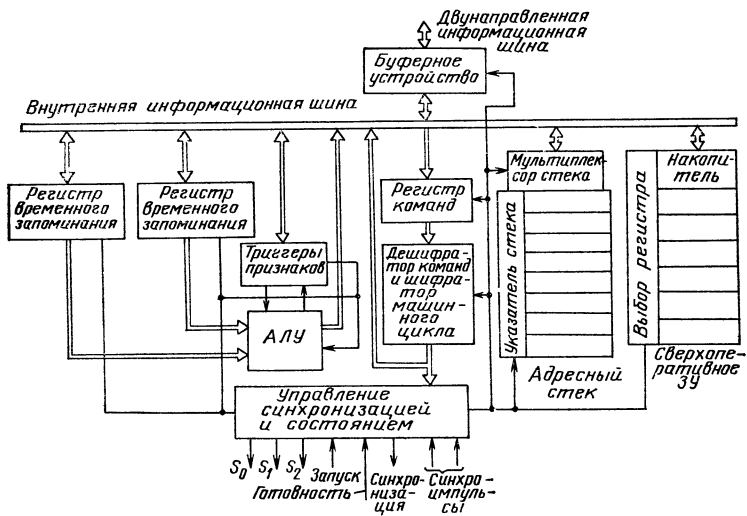 Двунаправленная
информационная
шина
Буферное
устройство
Внутренняя информационная шина
Регистр
временного
запоминания
Регистр
временного
запоминания
Триггеры
признаков
АЛУ
Регистр
команд
Дешифра-
тор команд
и шифра-
тор
машин-
ного
цикла
Мультиплек-
сор стека
Указатель стека
Адресный
стек
Выбор регистра
Накопи-
тель
Сверхопе-
ративное
ЗУ
Управление
синхронизацией
и состоянием
S0
S1
S2
Запуск
Готовность
Синхро-
низа-
ция
Синхро-
импуль-
сы